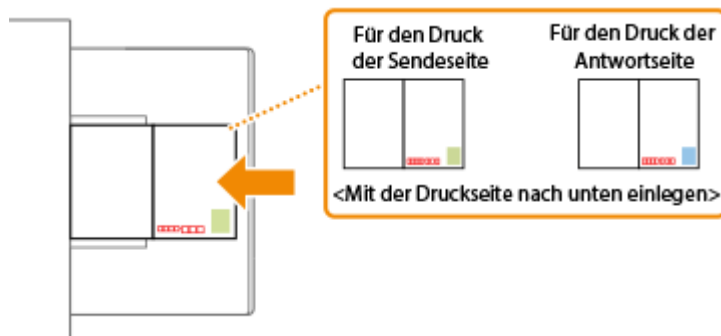 Für den Druck
der Sendeseite
Für den Druck der
Antwortseite
<Mit der Druckseite nach unten einlegen>